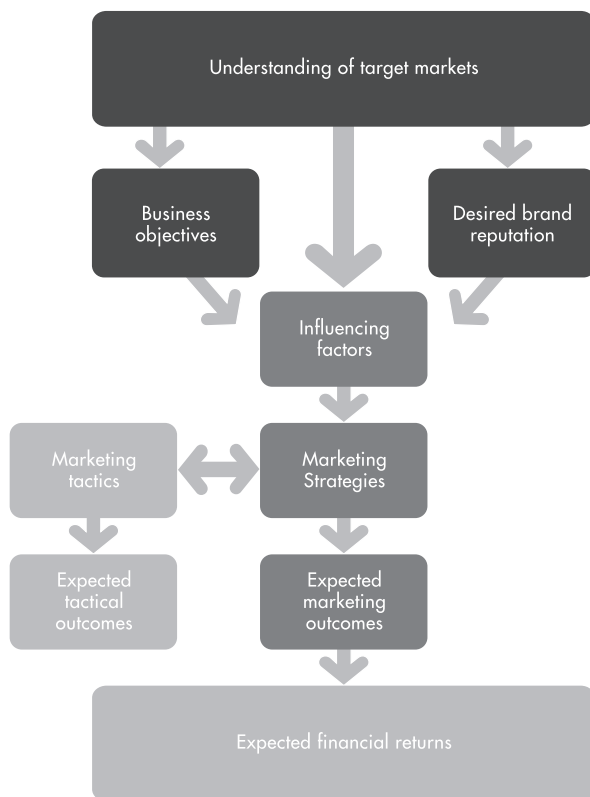 Understanding of target markets
Business
objectives
Desired brand
reputation
Influencing
factors
Marketing
tactics
Marketing
Strategies
Expected
tactical
outcomes
Expected
marketing
outcomes
Expected financial returns